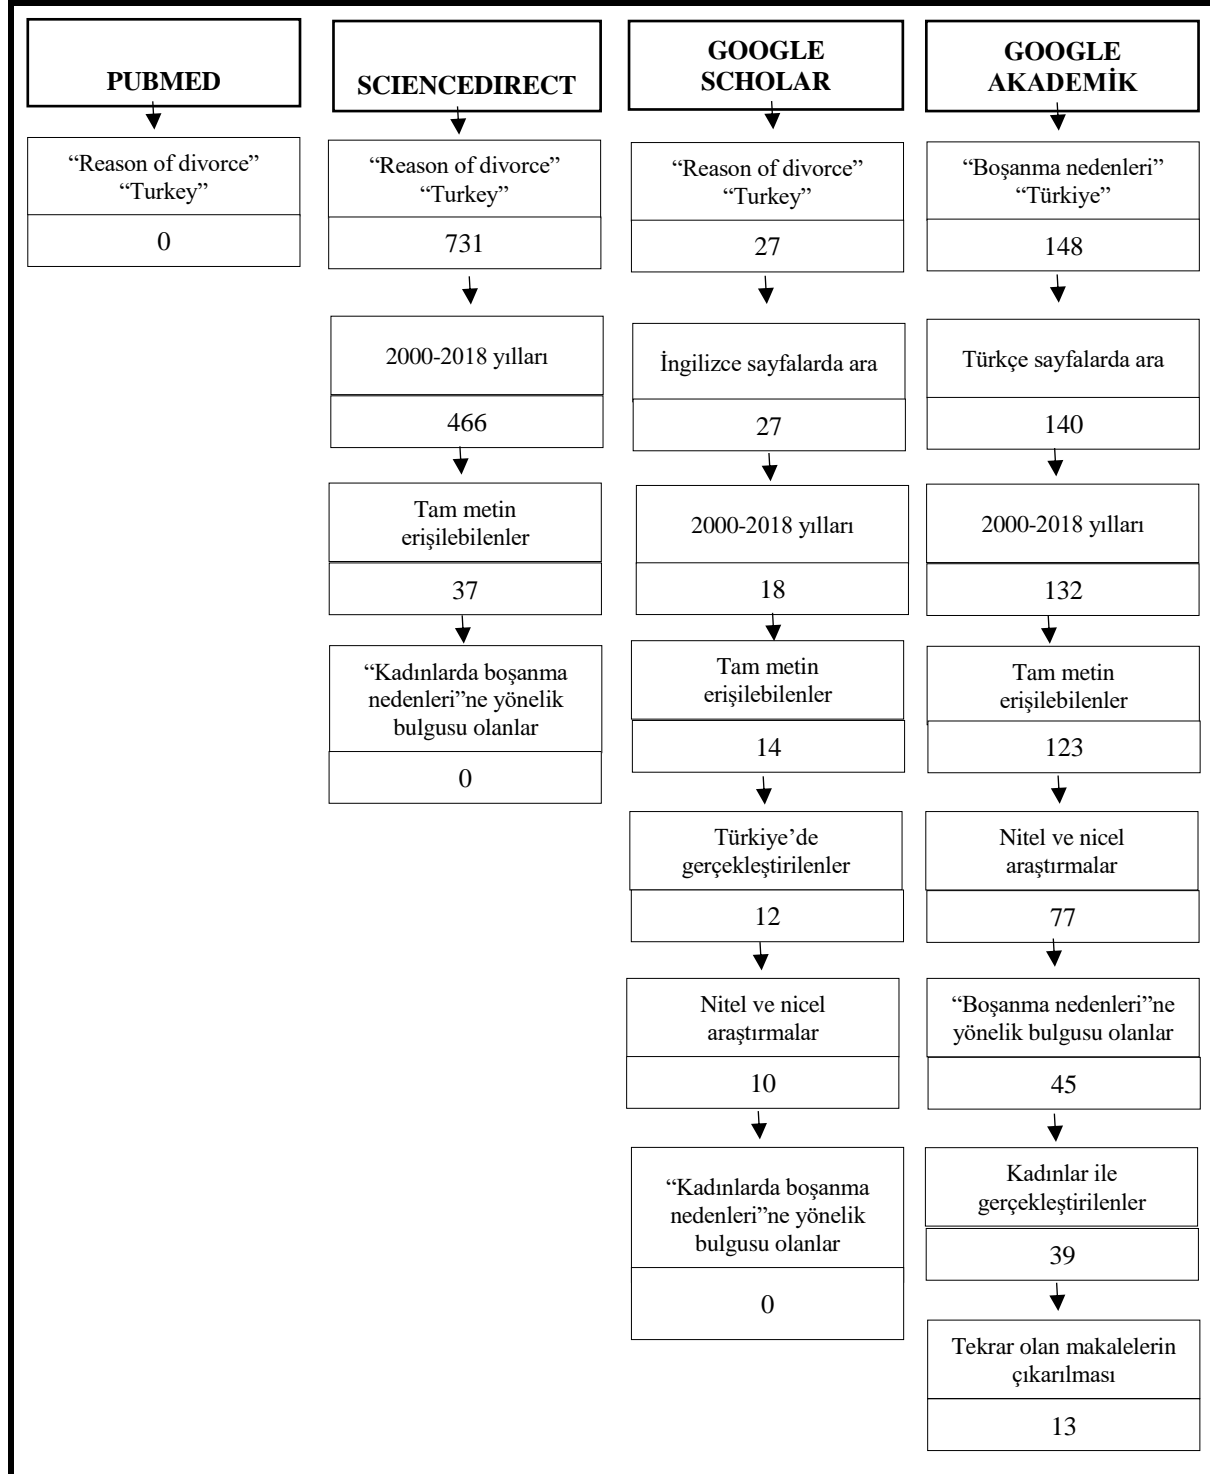 PUBMED
“Reason of divorce”
“Turkey”
0
SCIENCEDIRECT
“Reason of divorce”
“Turkey”
731
2000-2018 yılları
466
Tam metin
erişilebilenler
37
“Kadınlarda boşanma
nedenleri”ne yönelik
bulgusu olanlar
0
GOOGLE
SCHOLAR
“Reason of divorce”
“Turkey”
27
İngilizce sayfalarda ara
27
2000-2018 yılları
18
Tam metin
erişilebilenler
14
Türkiye’de
gerçekleştirilenler
12
Nitel ve nicel
araştırmalar
10
“Kadınlarda boşanma
nedenleri”ne yönelik
bulgusu olanlar
0
GOOGLE
AKADEMİK
“Boşanma nedenleri”
“Türkiye”
148
Türkçe sayfalarda ara
140
2000-2018 yılları
132
Tam metin
erişilebilenler
123
Nitel ve nicel
araştırmalar
77
“Boşanma nedenleri”ne
yönelik bulgusu olanlar
45
Kadınlar ile
gerçekleştirilenler
39
Tekrar olan makalelerin
çıkarılması
13